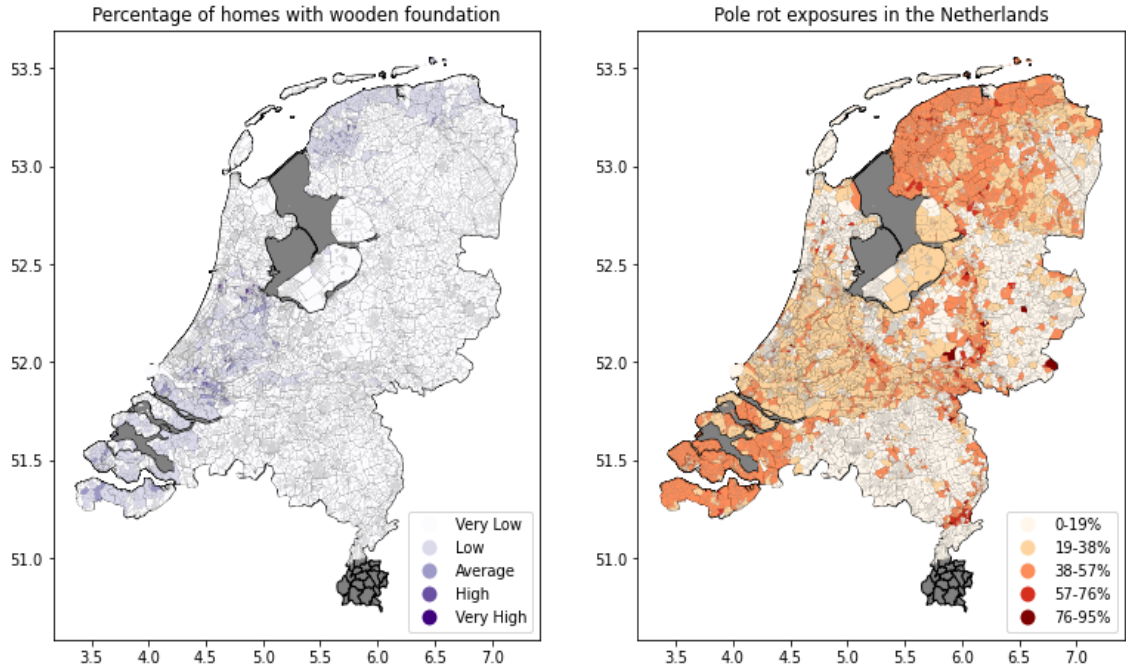 Percentage of homes with wooden foundation
53.5
53.0
52.5
52.0
51.5
51.0
3.5 4.0 4.5 5.0 5.5 6.0 6.5 7.0
Very Low
Low
Average
High
Very High
Pole rot exposures in the Netherlands
53.5
53.0
52.5
52.0
51.5
51.0
3.5 4.0 4.5 5.0 5.5 6.0 6.5 7.0
0-19%
19-38%
38-57%
57-76%
76-95%